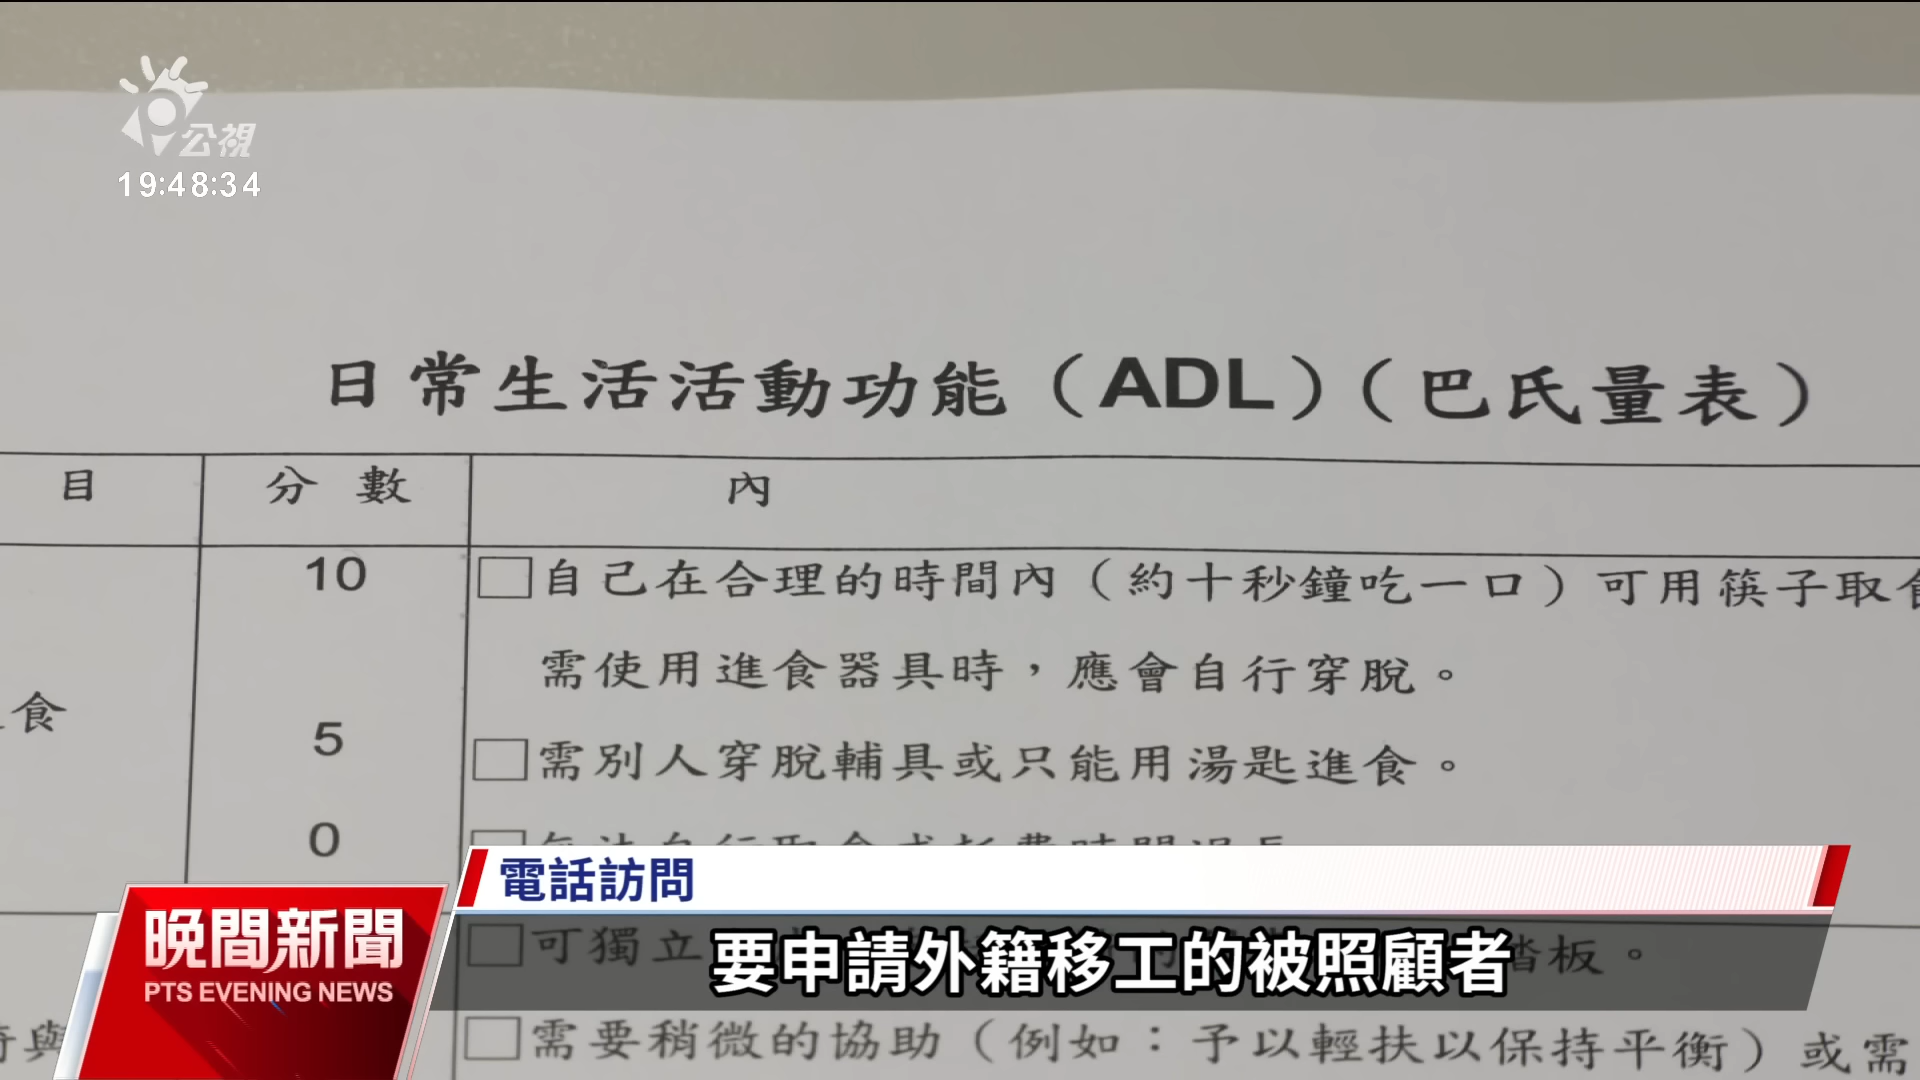 公視
19:48:34
日常生活活動功能（ADL）（巴氏量表）
目 分數 內
10 □自己在合理的時間內（約十秒鐘吃一口）可用筷子取食
需使用進食器具時，應會自行穿脫。
食
5 □需別人穿脫輔具或只能用湯匙進食。
0
電話訪問
晚間新聞
PTS EVENING NEWS
□可獨立
踏板。
要申請外籍移工的被照顧者
與 □需要稍微的協助（例如：予以輕扶以保持平衡）或需